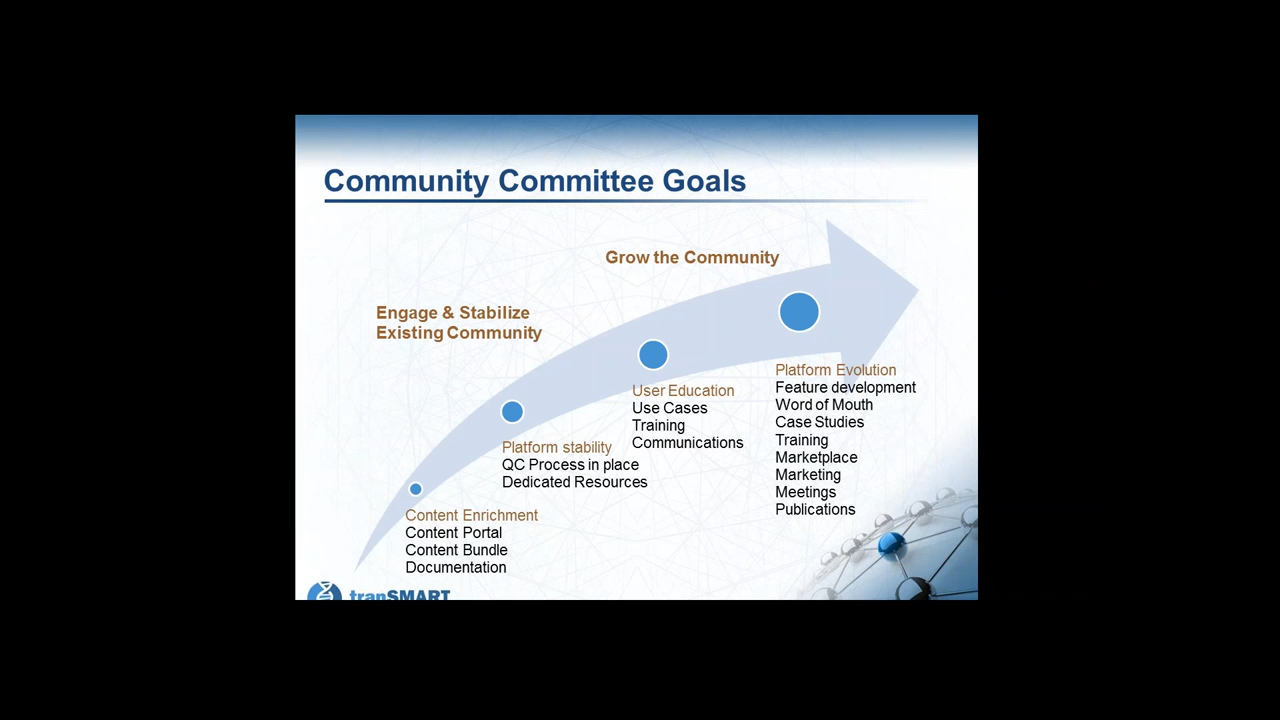 Community Committee Goals
Grow the Community
Engage & Stabilize
Existing Community
Content Enrichment
Content Portal
Content Bundle
Documentation
Platform stability
QC Process in place
Dedicated Resources
User Education
Use Cases
Training
Communications
Platform Evolution
Feature development
Word of Mouth
Case Studies
Training
Marketplace
Marketing
Meetings
Publications
tranSMART